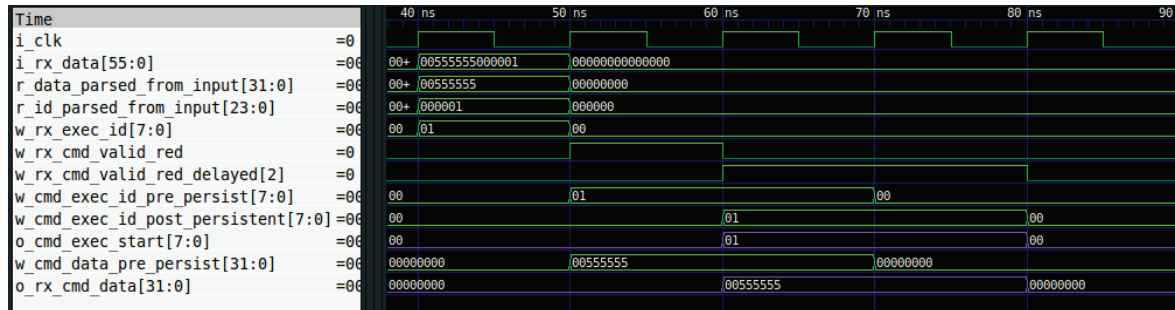 Time 40 ns 50 ns 60 ns 70 ns 80 ns 90
i_clk =0
i_rx_data[55:0] =00 00+ 00555555000001 00000000000000
r_data_parsed_from_input[31:0] =00 00+ 00555555 00000000
r_id_parsed_from_input[23:0] =00 00+ 000001 000000
w_rx_exec_id[7:0] =00 00 01 00
w_rx_cmd_valid_red =0
w_rx_cmd_valid_red_delayed[2] =0
w_cmd_exec_id_pre_persist[7:0] =00 00 01 00
w_cmd_exec_id_post_persistent[7:0] =00 00 01 00
o_cmd_exec_start[7:0] =00 00 01 00
w_cmd_data_pre_persist[31:0] =00 00000000 00555555 00000000
o_rx_cmd_data[31:0] =00 00000000 00555555 00000000